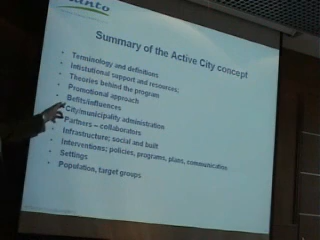 anto
Summary of the Active City concept
• Terminology and definitions
• Intistutional support and resources;
• Theories behind the program
• Promotional approach
• Befits/influences
• City/municipality administration
• Partners – collaborators
• Infrastructure; social and built
• Interventions; policies, programs, plans, communication
• Settings
• Population, target groups